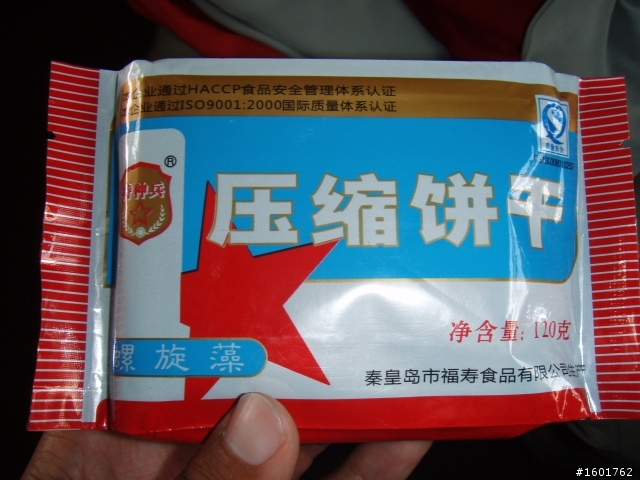 企业通过HACCP食品安全管理体系认证
企业通过ISO9001:2000国际质量体系认证
特种兵®
压缩饼干
净含量：120克
螺旋藻
秦皇岛市福寿食品有限公司
#1601762